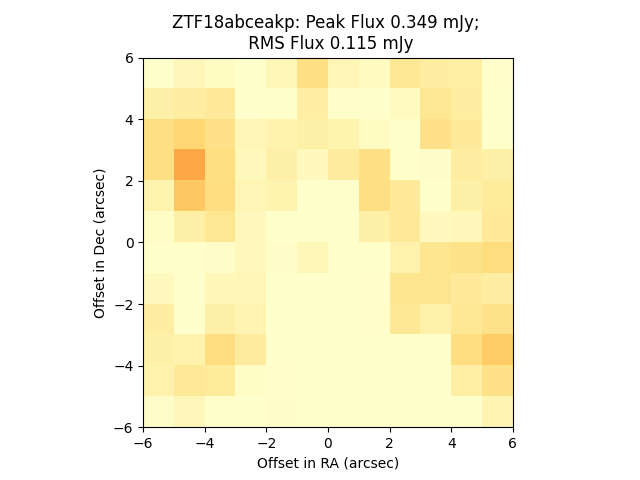 ZTF18abceakp: Peak Flux 0.349 mJy;
RMS Flux 0.115 mJy
6
4
2
0
−2
−4
−6
Offset in Dec (arcsec)
−6 −4 −2 0 2 4 6
Offset in RA (arcsec)